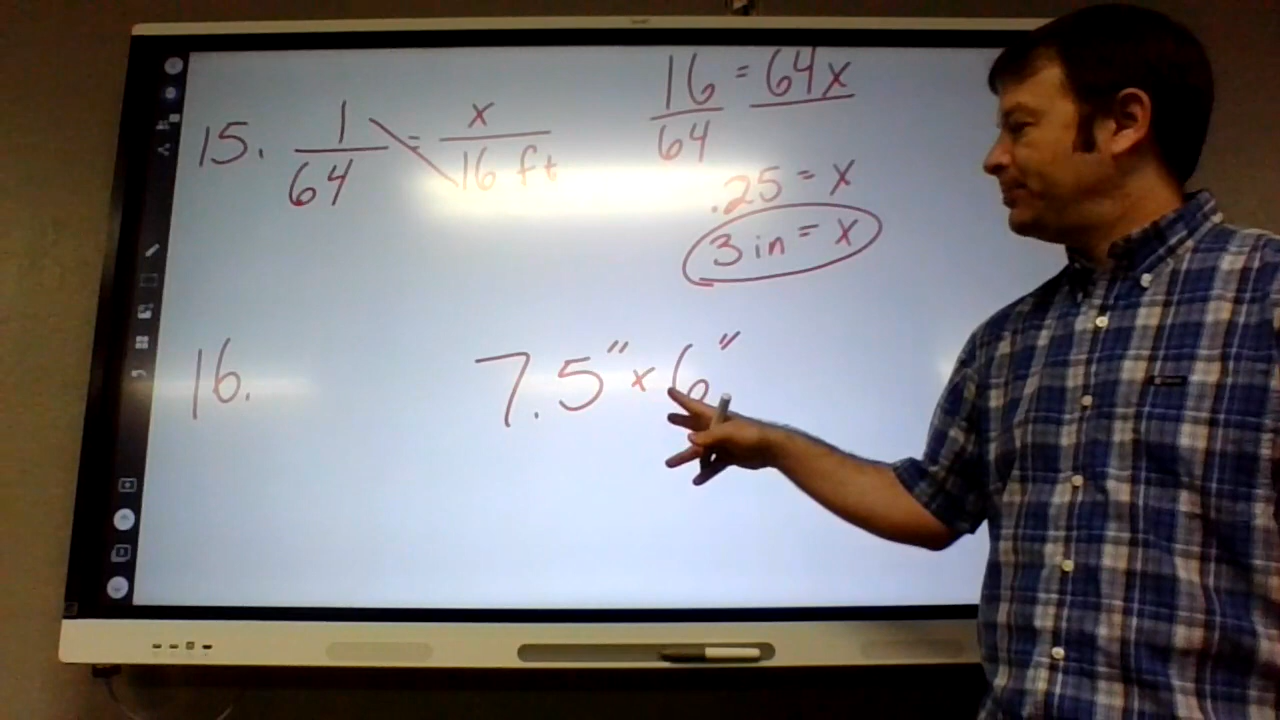 15. 1/64 = x/16 ft
16/64 = 64x
.25 = x
3 in = x
16. 7.5" x 6"